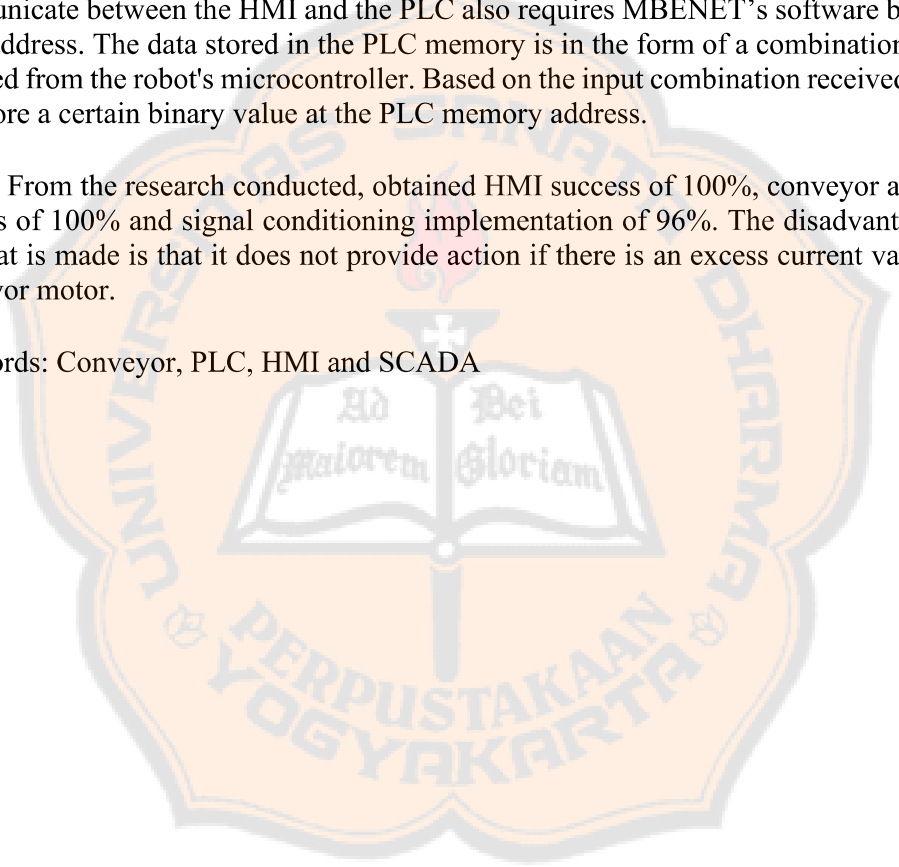 unicate between the HMI and the PLC also requires MBENET’s software b
ddress. The data stored in the PLC memory is in the form of a combination
ed from the robot's microcontroller. Based on the input combination received
ore a certain binary value at the PLC memory address.
From the research conducted, obtained HMI success of 100%, conveyor a
s of 100% and signal conditioning implementation of 96%. The disadvant
at is made is that it does not provide action if there is an excess current va
yor motor.
ords: Conveyor, PLC, HMI and SCADA
UNIVERSITAS SANATA DHARMA
Ad Dei
maiorem Gloriam
PERPUSTAKAAN
YOGYAKARTA